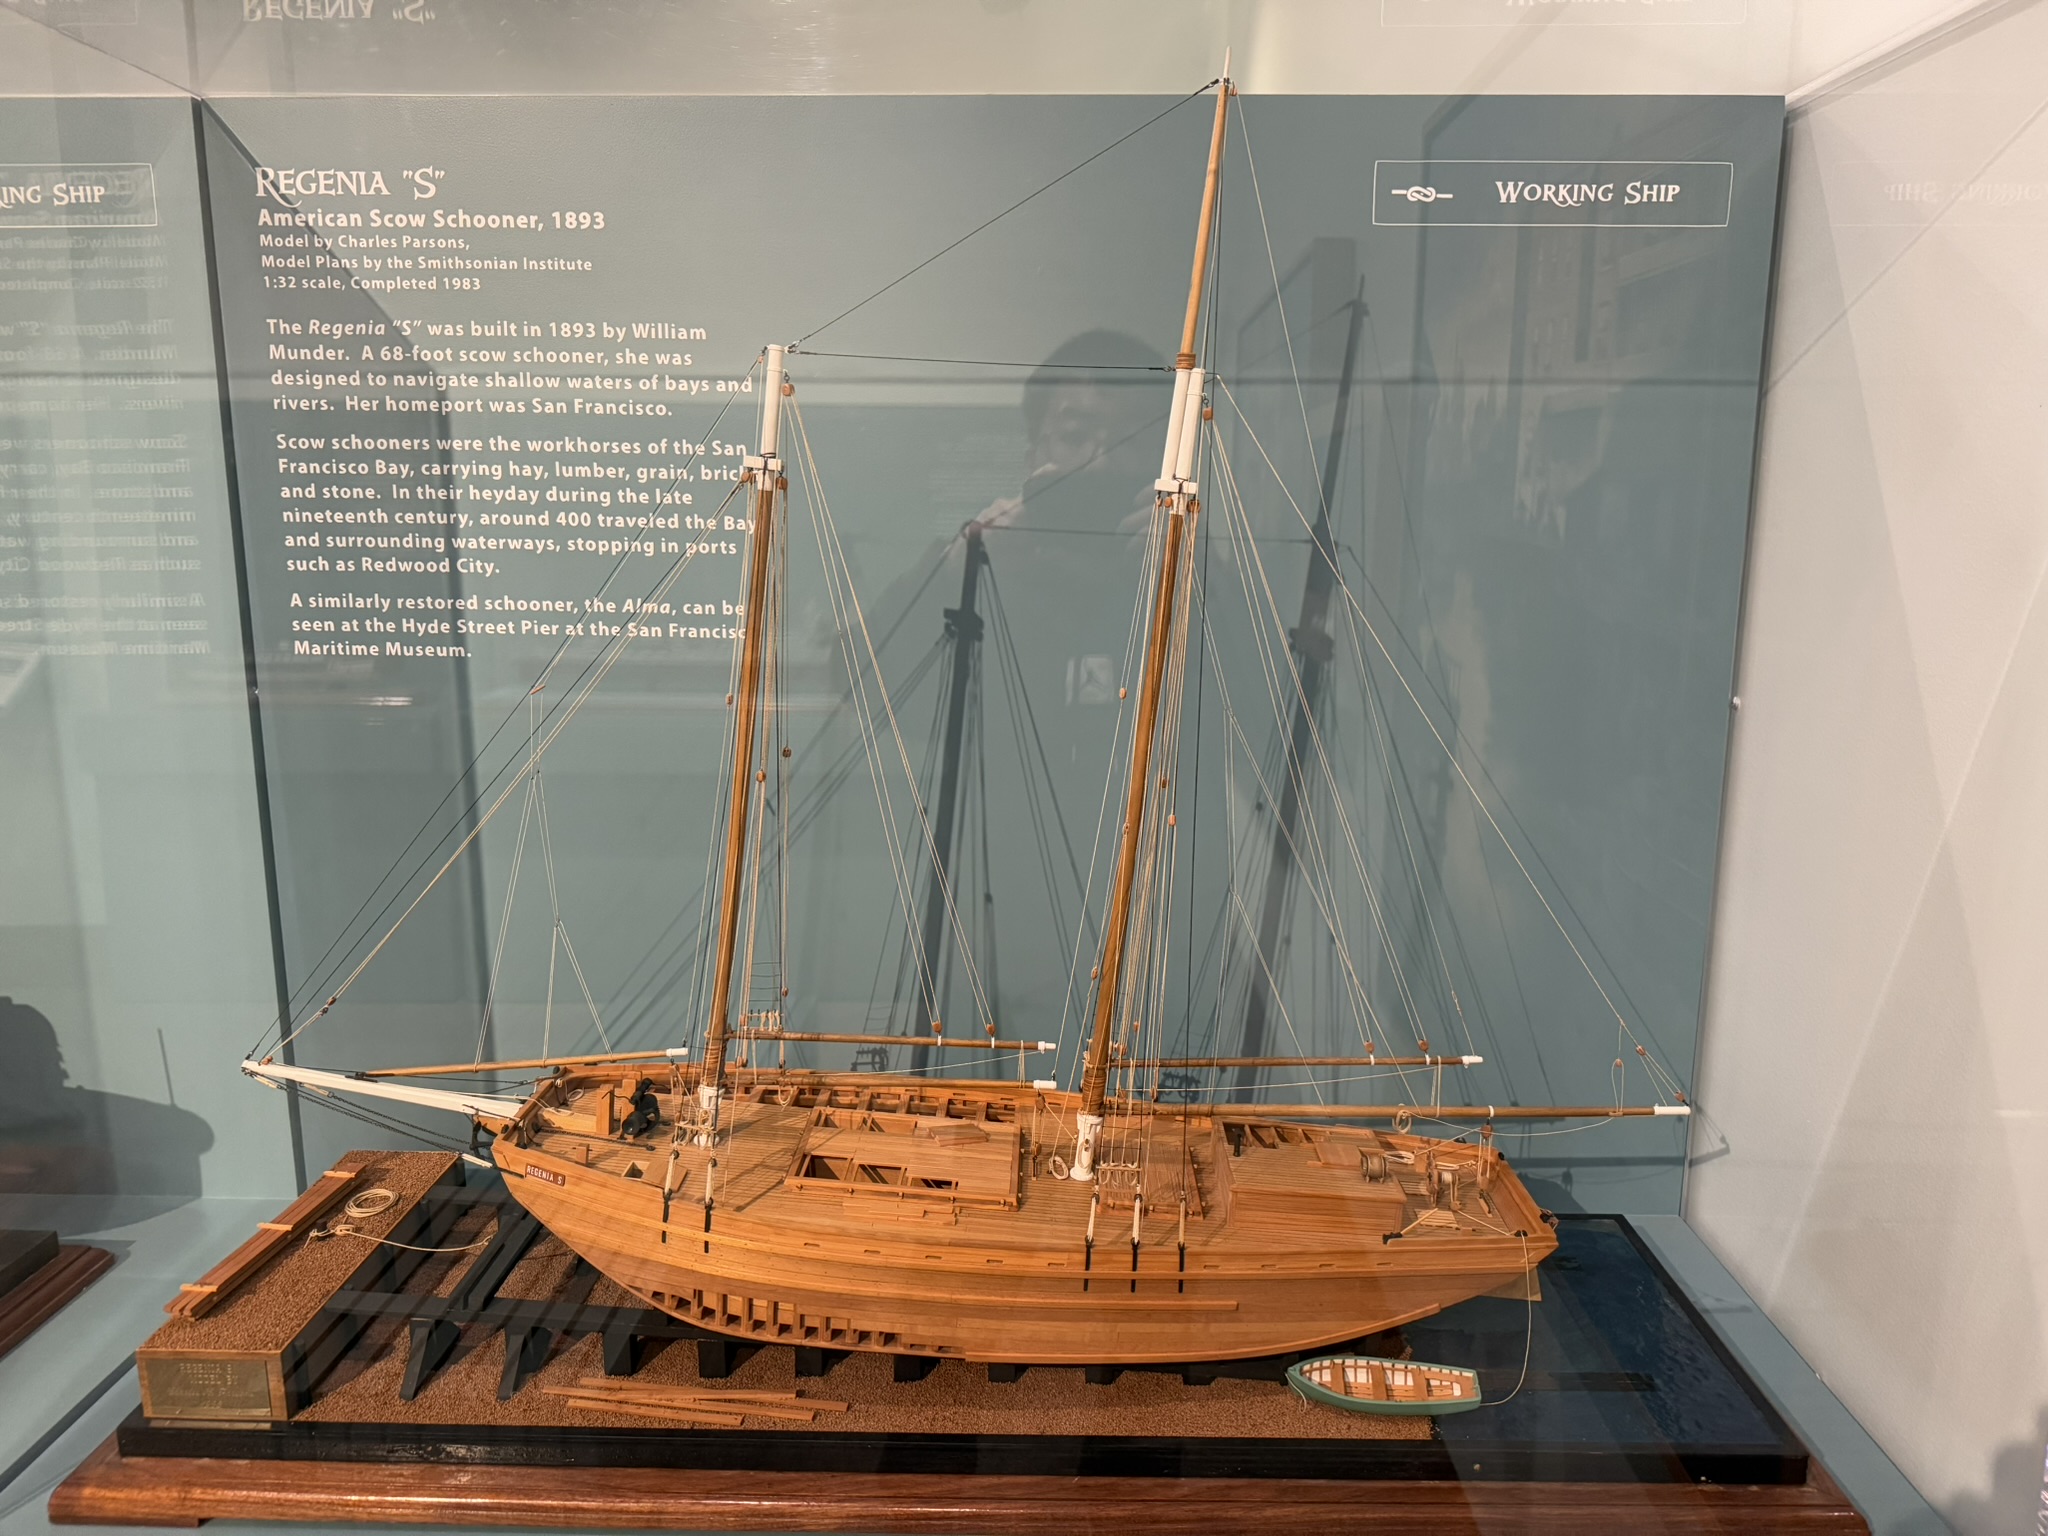 REGENIA "S"
American Scow Schooner, 1893
Model by Charles Parsons,
Model Plans by the Smithsonian Institute
1:32 scale, Completed 1983
The Regenia "S" was built in 1893 by William
Munder. A 68-foot scow schooner, she was
designed to navigate shallow waters of bays and
rivers. Her homeport was San Francisco.
Scow schooners were the workhorses of the San
Francisco Bay, carrying hay, lumber, grain, brick
and stone. In their heyday during the late
nineteenth century, around 400 traveled the Bay
and surrounding waterways, stopping in ports
such as Redwood City.
A similarly restored schooner, the Alma, can be
seen at the Hyde Street Pier at the San Francisco
Maritime Museum.
WORKING SHIP
KING SHIP
REGENIA S
REGENIA S
MODEL BY